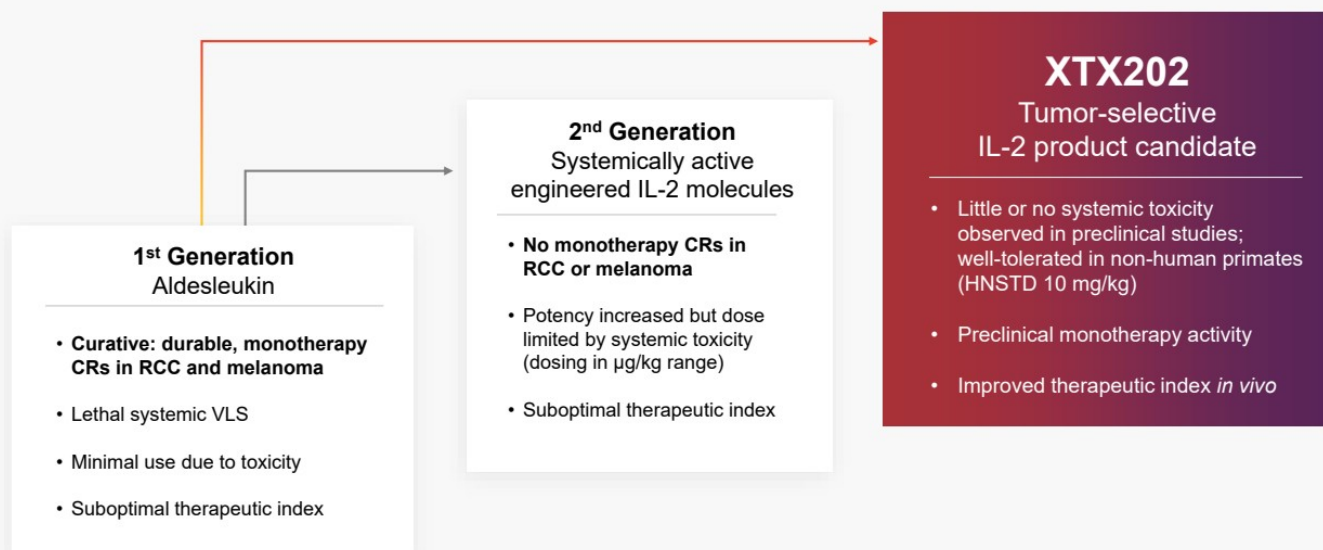 1st Generation
Aldesleukin
• Curative: durable, monotherapy
CRs in RCC and melanoma
• Lethal systemic VLS
• Minimal use due to toxicity
• Suboptimal therapeutic index
2nd Generation
Systemically active
engineered IL-2 molecules
• No monotherapy CRs in
RCC or melanoma
• Potency increased but dose
limited by systemic toxicity
(dosing in µg/kg range)
• Suboptimal therapeutic index
XTX202
Tumor-selective
IL-2 product candidate
• Little or no systemic toxicity
observed in preclinical studies;
well-tolerated in non-human primates
(HNSTD 10 mg/kg)
• Preclinical monotherapy activity
• Improved therapeutic index in vivo